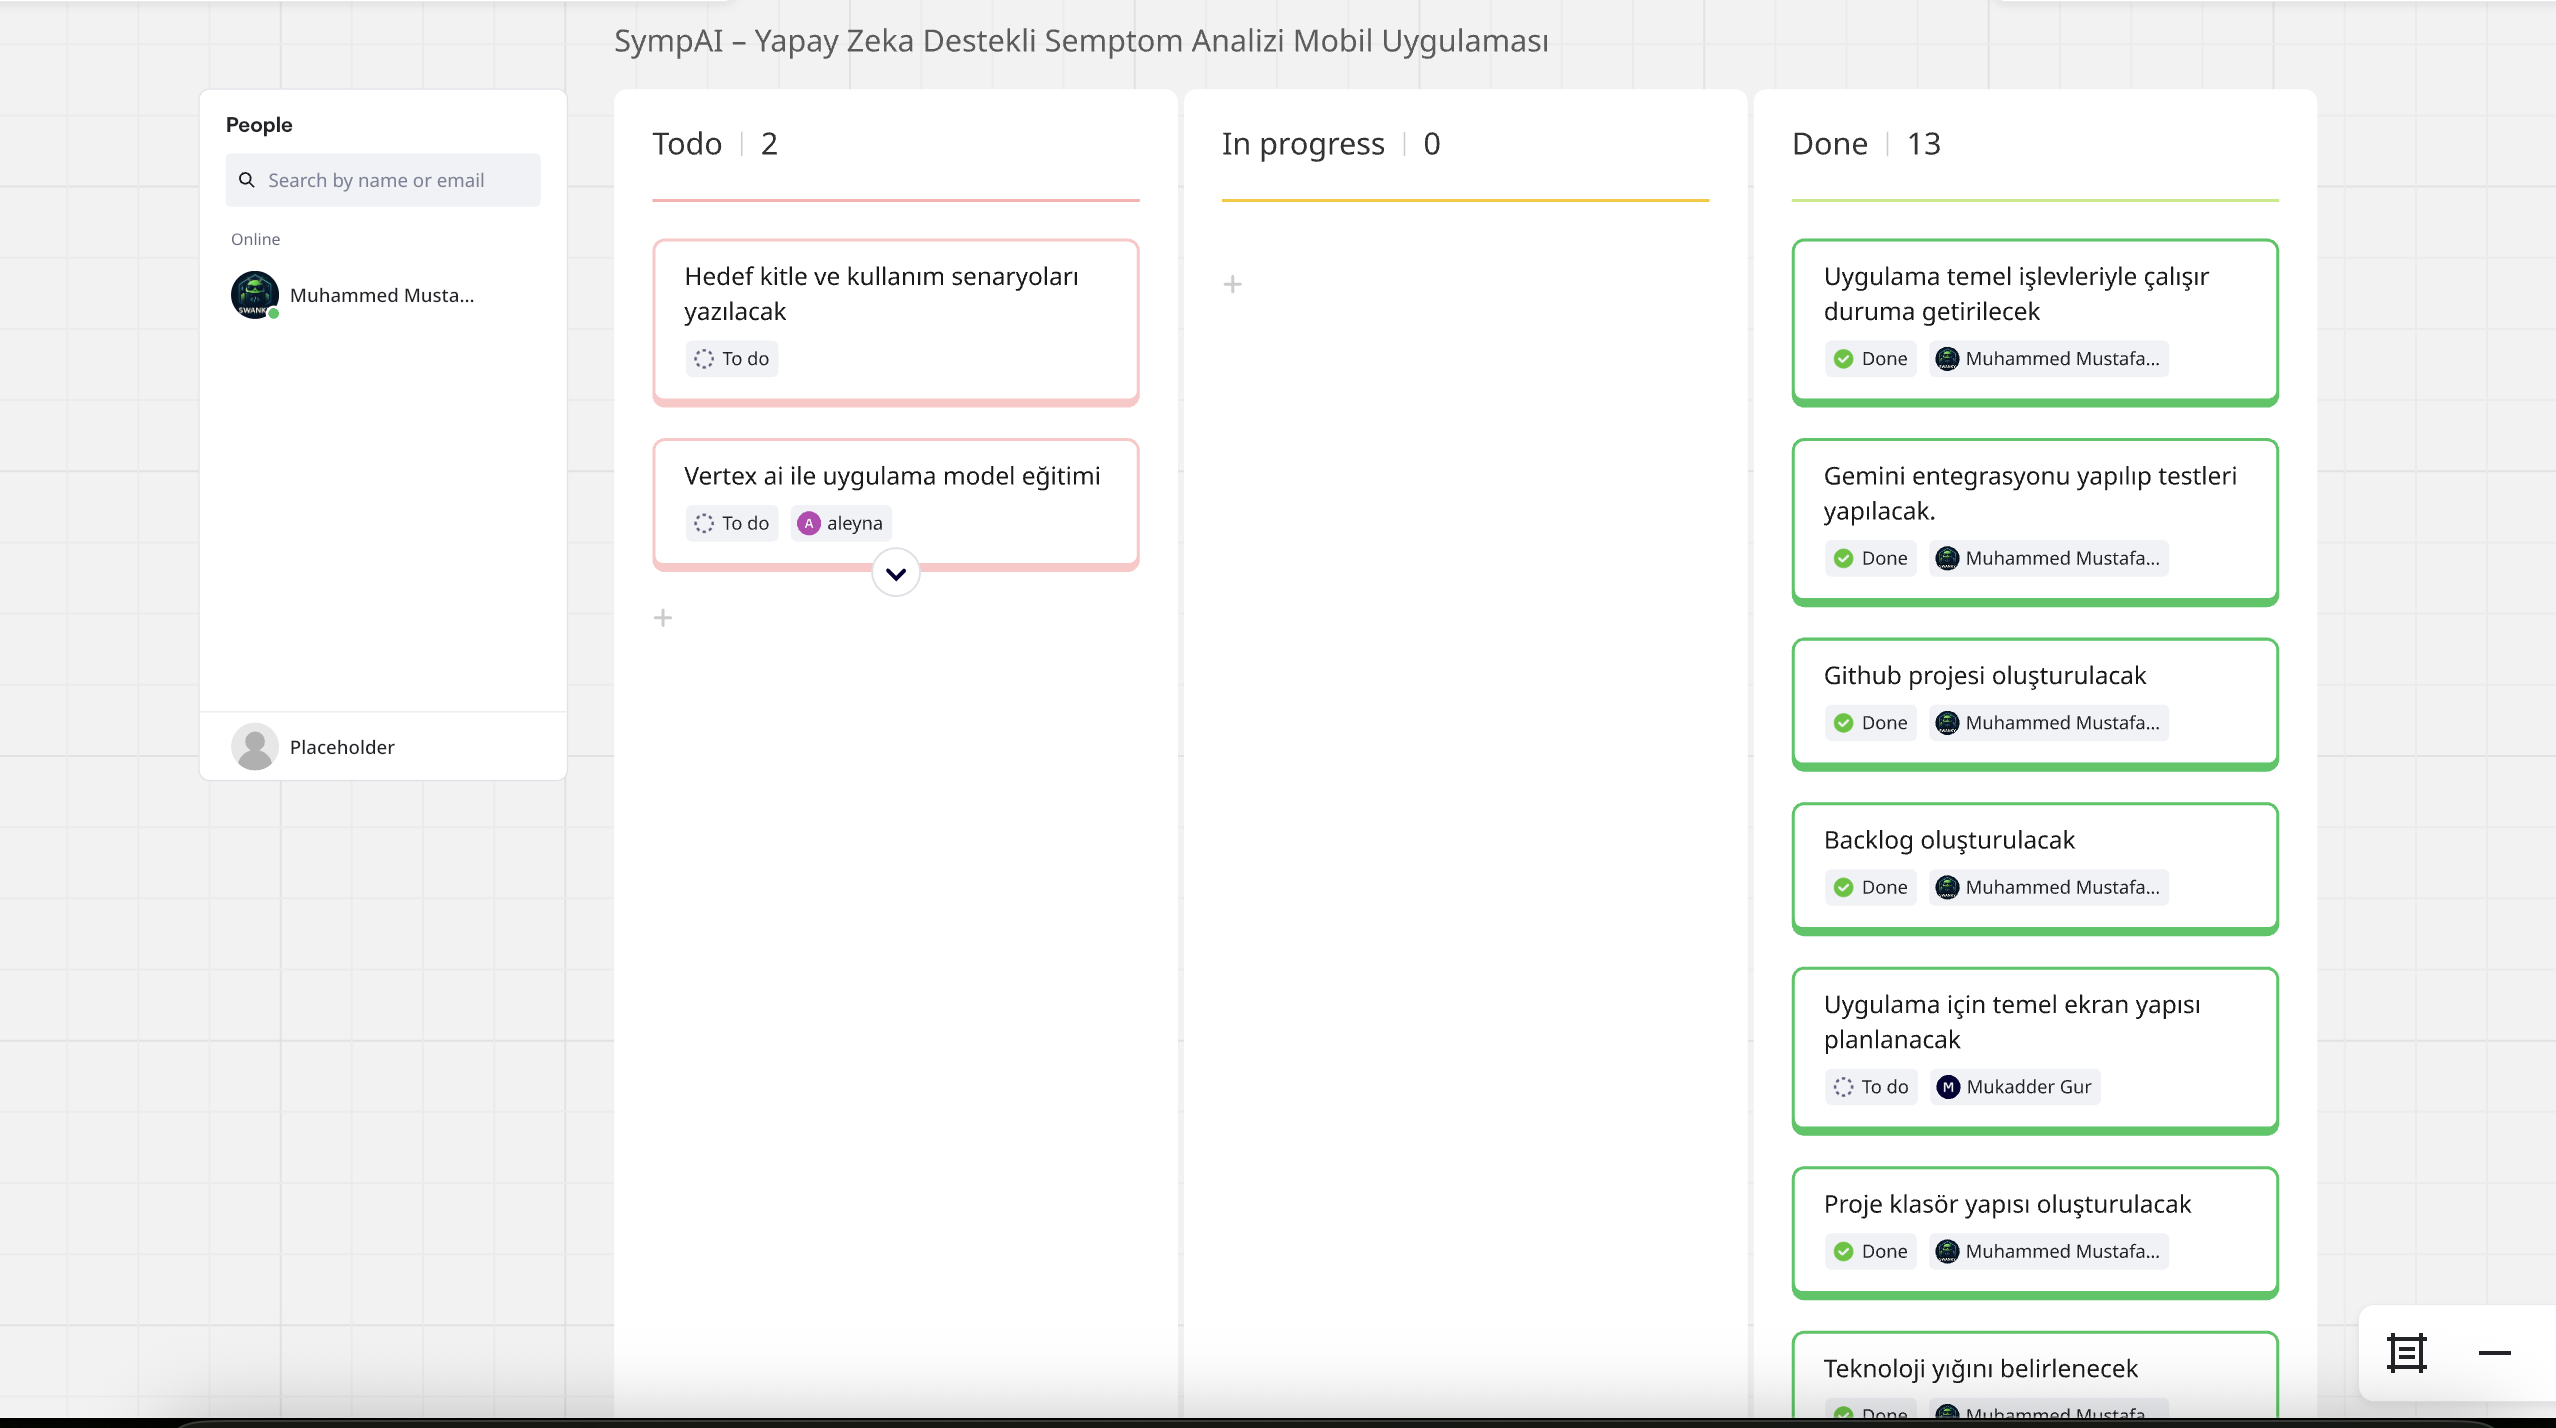 SympAI – Yapay Zeka Destekli Semptom Analizi Mobil Uygulaması
People
Search by name or email
Online
Muhammed Musta...
Placeholder
Todo | 2
Hedef kitle ve kullanım senaryoları
yazılacak
To do
Vertex ai ile uygulama model eğitimi
To do A aleyna
In progress | 0
Done | 13
Uygulama temel işlevleriyle çalışır
duruma getirilecek
Done Muhammed Mustafa...
Gemini entegrasyonu yapılıp testleri
yapılacak.
Done Muhammed Mustafa...
Github projesi oluşturulacak
Done Muhammed Mustafa...
Backlog oluşturulacak
Done Muhammed Mustafa...
Uygulama için temel ekran yapısı
planlanacak
To do M Mukadder Gur
Proje klasör yapısı oluşturulacak
Done Muhammed Mustafa...
Teknoloji yığını belirlenecek
Done Muhammed Mustafa...